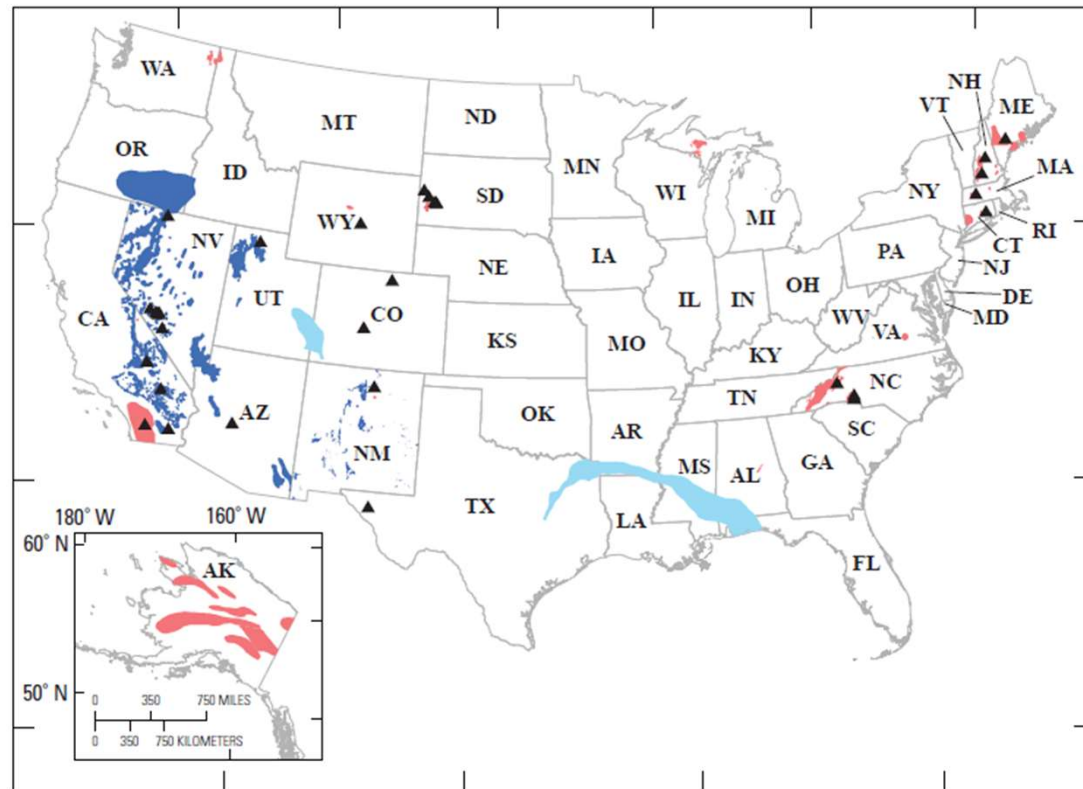 NH
WA
VT
ME
MT
ND
OR
MN
MA
ID
SD
WI
NY
WY
MI
RI
NV
CT
PA
IA
NJ
NE
OH
UT
IL
IN
DE
CO
WV
MD
CA
VA
KS
MO
KY
NC
TN
AZ
OK
AR
SC
NM
MS
AL
GA
TX
LA
180° W
160° W
60° N
FL
AK
50° N
0 350 750 MILES
0 350 750 KILOMETERS